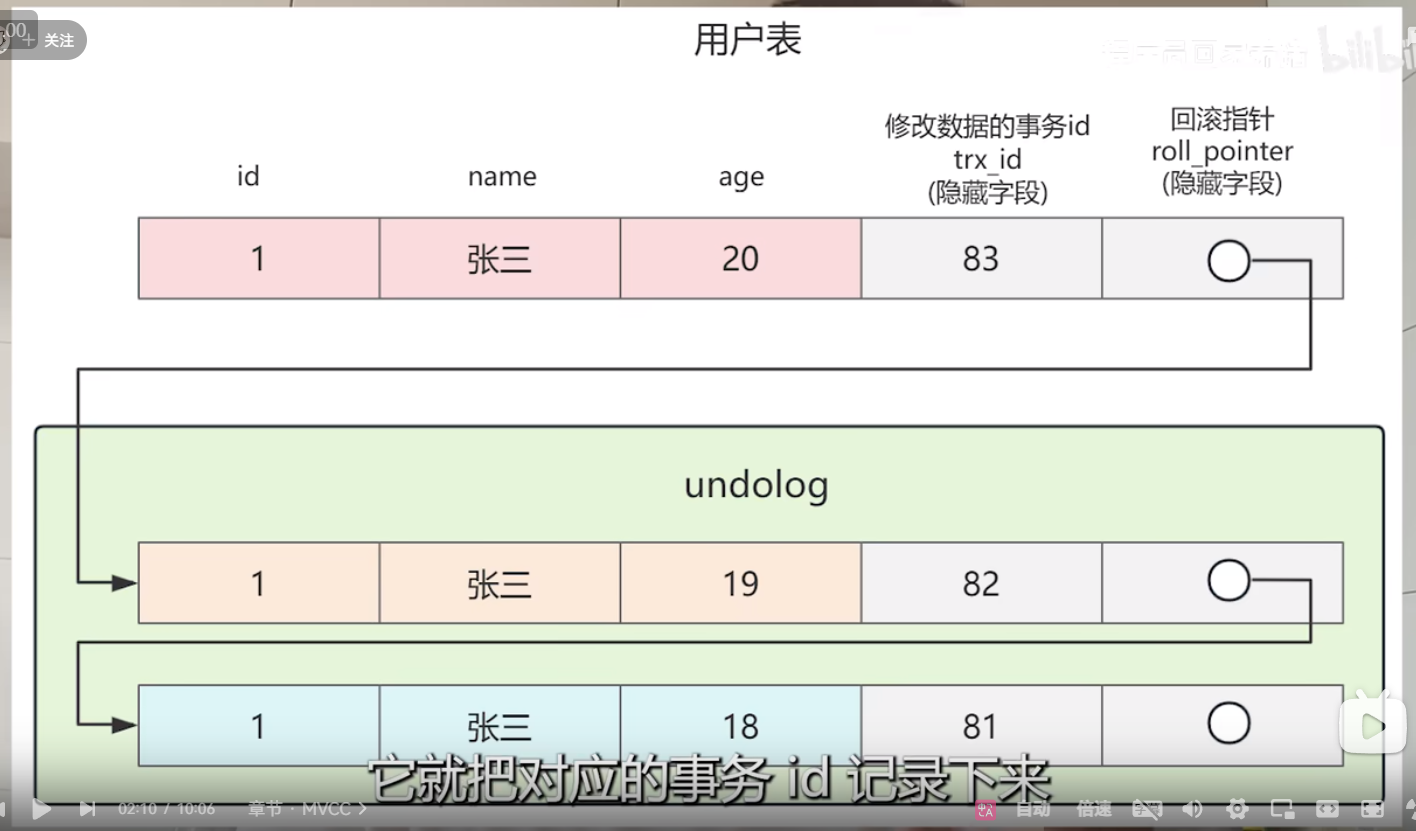 00
+ 关注
用户表
bilibili
id
name
age
修改数据的事务id
trx_id
(隐藏字段)
回滚指针
roll_pointer
(隐藏字段)
1
张三
20
83
undolog
1
张三
19
82
1
张三
18
81
它就把对应的事务 id 记录下来
02:10 / 10:06
章节 · MVCC >
自动
倍速